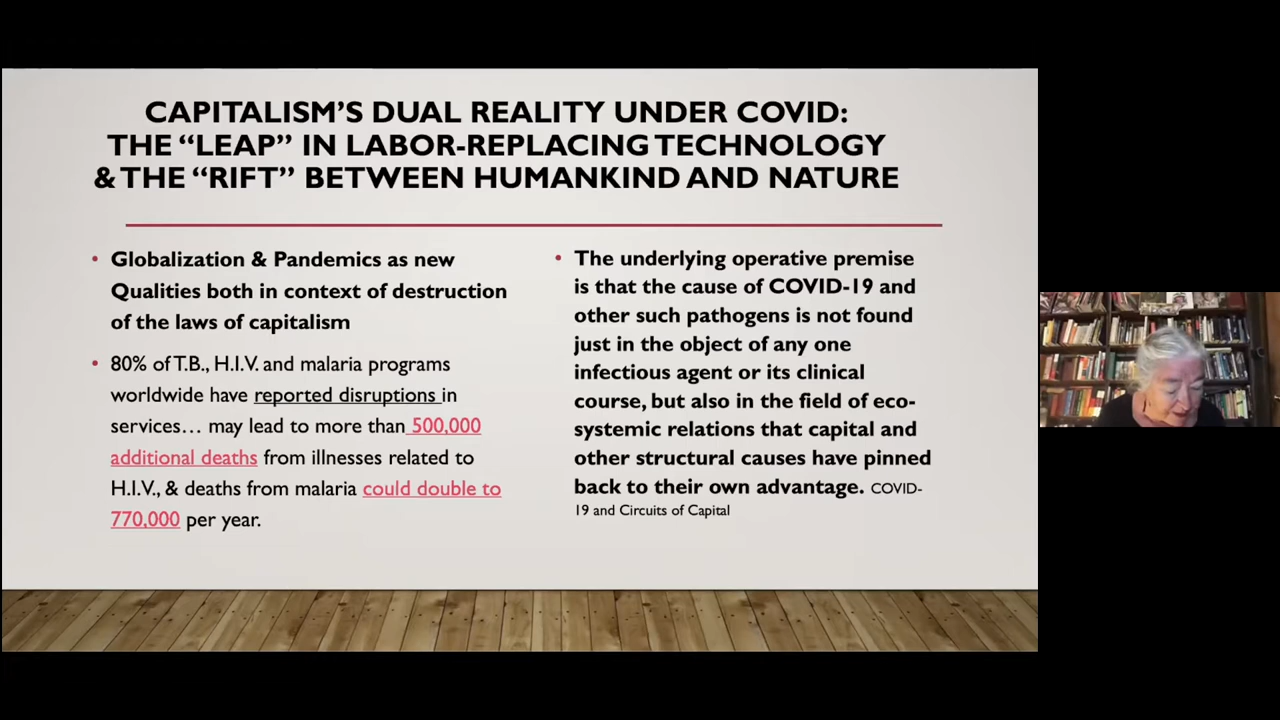 CAPITALISM’S DUAL REALITY UNDER COVID:
THE “LEAP” IN LABOR-REPLACING TECHNOLOGY
& THE “RIFT” BETWEEN HUMANKIND AND NATURE
• Globalization & Pandemics as new
Qualities both in context of destruction
of the laws of capitalism
• 80% of T.B., H.I.V. and malaria programs
worldwide have reported disruptions in
services… may lead to more than 500,000
additional deaths from illnesses related to
H.I.V., & deaths from malaria could double to
770,000 per year.
• The underlying operative premise
is that the cause of COVID-19 and
other such pathogens is not found
just in the object of any one
infectious agent or its clinical
course, but also in the field of eco-
systemic relations that capital and
other structural causes have pinned
back to their own advantage. COVID-
19 and Circuits of Capital